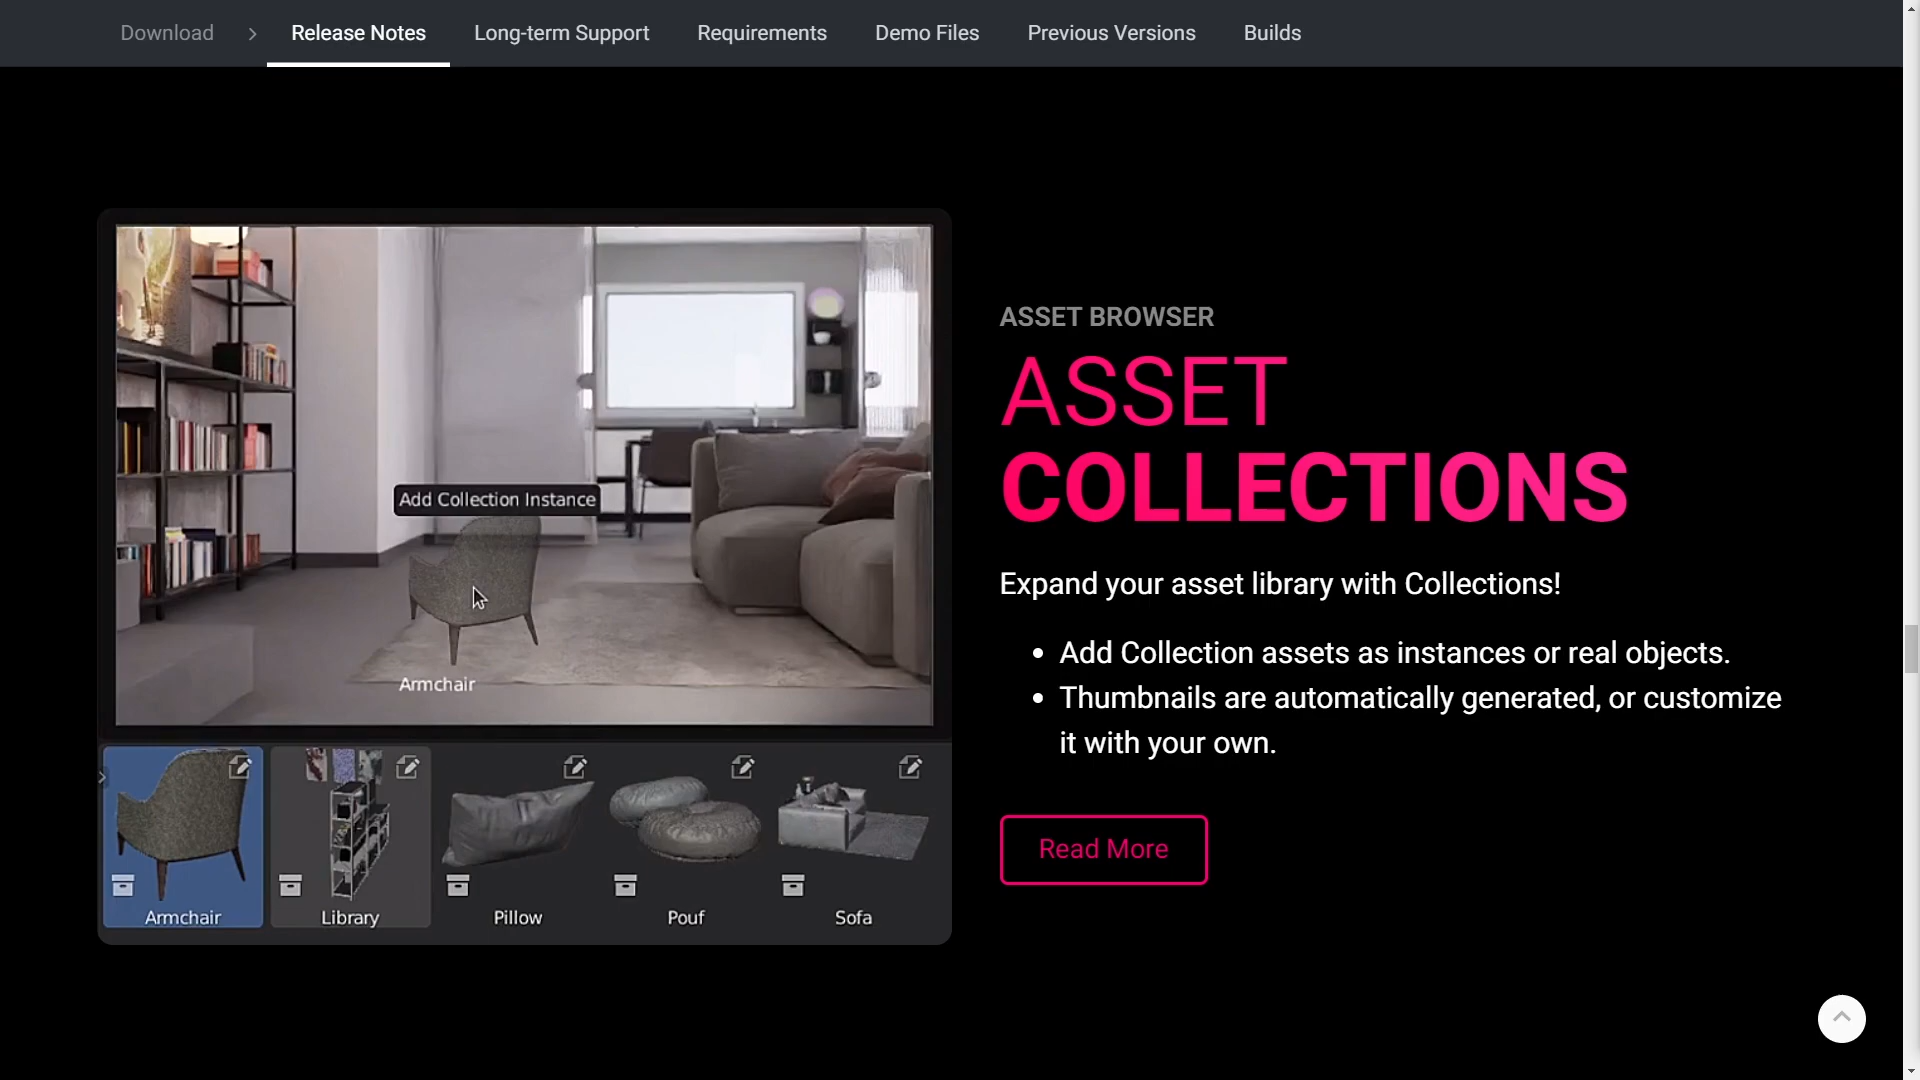 Download > Release Notes Long-term Support Requirements Demo Files Previous Versions Builds
Add Collection Instance
Armchair
Armchair Library Pillow Pouf Sofa
ASSET BROWSER
ASSET
COLLECTIONS
Expand your asset library with Collections!
• Add Collection assets as instances or real objects.
• Thumbnails are automatically generated, or customize
it with your own.
Read More